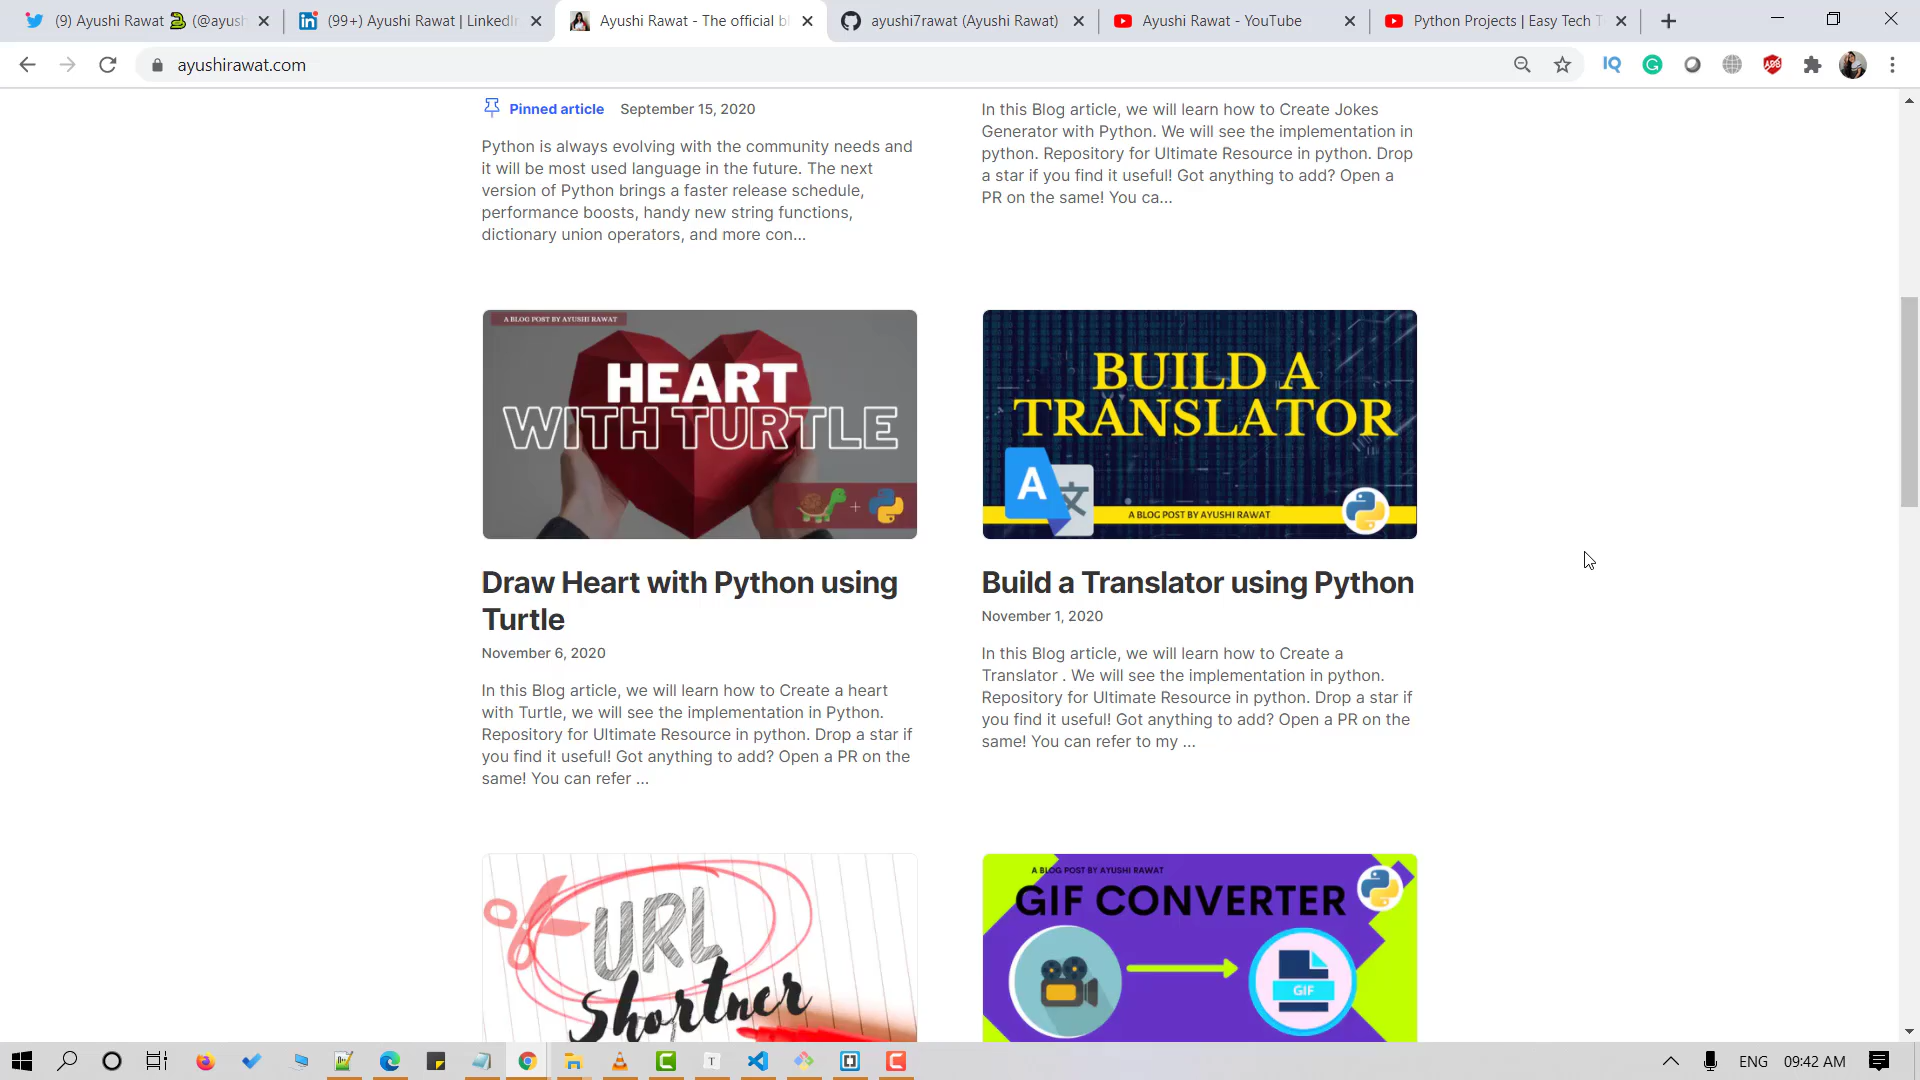 (9) Ayushi Rawat (@ayush
(99+) Ayushi Rawat | LinkedIn
Ayushi Rawat - The official bl
ayushi7rawat (Ayushi Rawat)
Ayushi Rawat - YouTube
Python Projects | Easy Tech T
ayushirawat.com
IQ
G
ADB
Pinned article
September 15, 2020
Python is always evolving with the community needs and
it will be most used language in the future. The next
version of Python brings a faster release schedule,
performance boosts, handy new string functions,
dictionary union operators, and more con...
In this Blog article, we will learn how to Create Jokes
Generator with Python. We will see the implementation in
python. Repository for Ultimate Resource in python. Drop
a star if you find it useful! Got anything to add? Open a
PR on the same! You ca...
A BLOG POST BY AYUSHI RAWAT
HEART
WITH TURTLE
+
Draw Heart with Python using
Turtle
November 6, 2020
In this Blog article, we will learn how to Create a heart
with Turtle, we will see the implementation in Python.
Repository for Ultimate Resource in python. Drop a star if
you find it useful! Got anything to add? Open a PR on the
same! You can refer ...
BUILD A
TRANSLATOR
A
文
A BLOG POST BY AYUSHI RAWAT
Build a Translator using Python
November 1, 2020
In this Blog article, we will learn how to Create a
Translator . We will see the implementation in python.
Repository for Ultimate Resource in python. Drop a star if
you find it useful! Got anything to add? Open a PR on the
same! You can refer to my ...
URL
Shortner
A BLOG POST BY AYUSHI RAWAT
GIF CONVERTER
GIF
T
ENG
09:42 AM